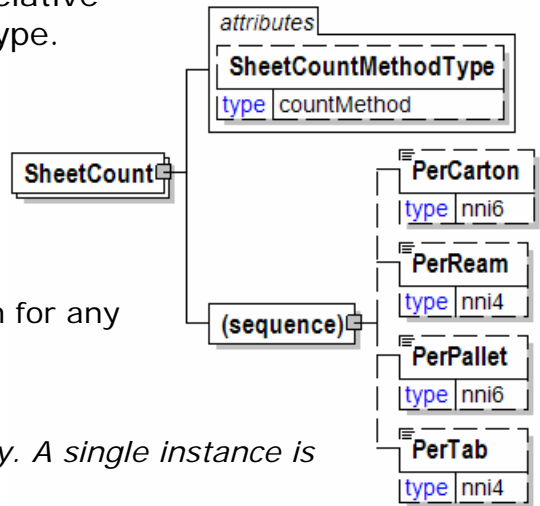 elative
ype.
attributes
SheetCountMethodType
type countMethod
SheetCount
PerCarton
type nni6
PerReam
type nni4
n for any
(sequence)
PerPallet
type nni6
y. A single instance is
PerTab
type nni4